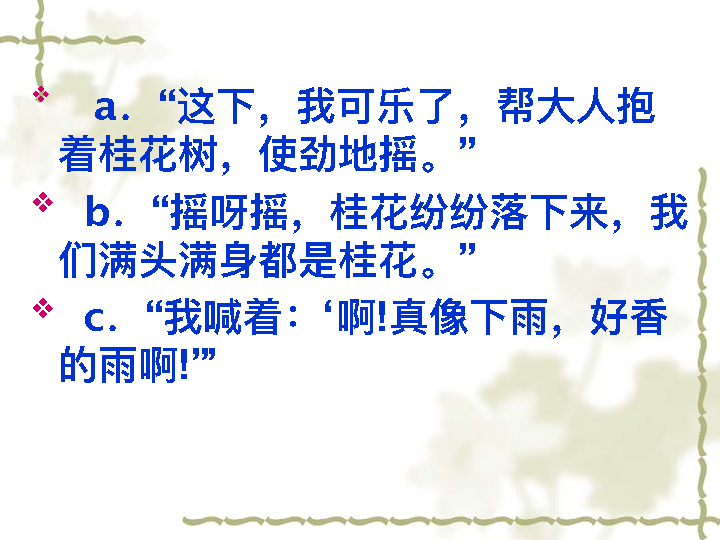 a. “这下，我可乐了，帮大人抱
着桂花树，使劲地摇。”
b. “摇呀摇，桂花纷纷落下来，我
们满头满身都是桂花。”
c. “我喊着：‘啊!真像下雨，好香
的雨啊!’”